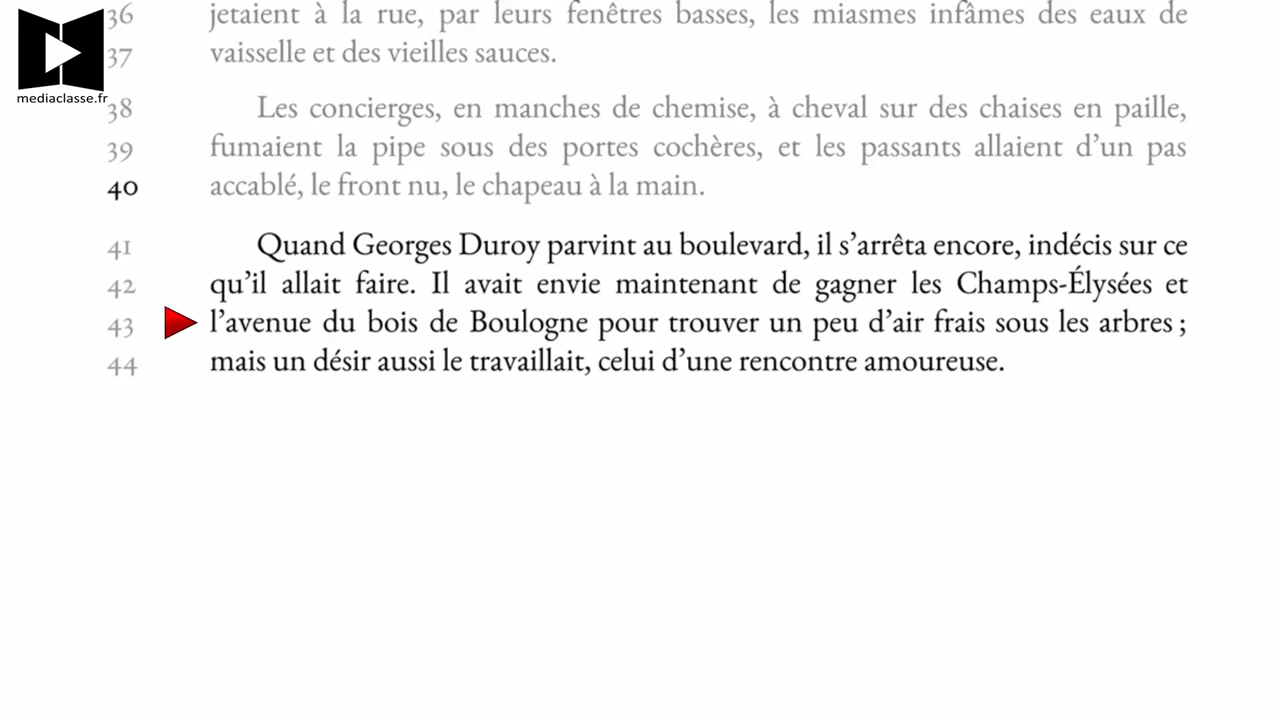 mediaclasse.fr
36 jetaient à la rue, par leurs fenêtres basses, les miasmes infâmes des eaux de
37 vaisselle et des vieilles sauces.
38 Les concierges, en manches de chemise, à cheval sur des chaises en paille,
39 fumaient la pipe sous des portes cochères, et les passants allaient d’un pas
40 accablé, le front nu, le chapeau à la main.
41 Quand Georges Duroy parvint au boulevard, il s’arrêta encore, indécis sur ce
42 qu’il allait faire. Il avait envie maintenant de gagner les Champs-Élysées et
43 l’avenue du bois de Boulogne pour trouver un peu d’air frais sous les arbres ;
44 mais un désir aussi le travaillait, celui d’une rencontre amoureuse.